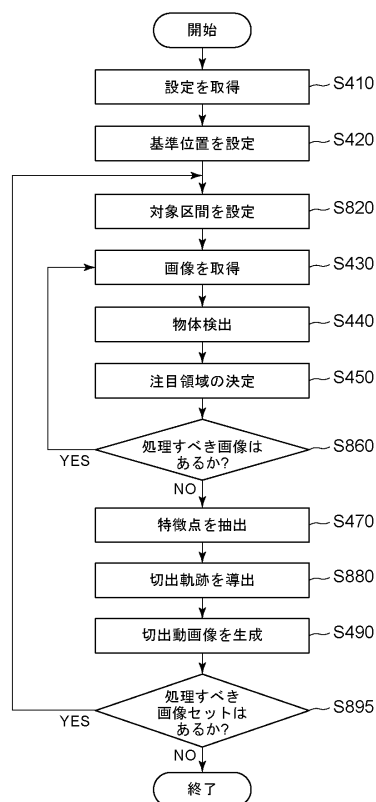 開始
設定を取得
S410
基準位置を設定
S420
対象区間を設定
S820
画像を取得
S430
物体検出
S440
注目領域の決定
S450
処理すべき画像は
あるか?
S860
YES
NO
特徴点を抽出
S470
切出軌跡を導出
S880
切出動画像を生成
S490
処理すべき
画像セットは
あるか?
S895
YES
NO
終了